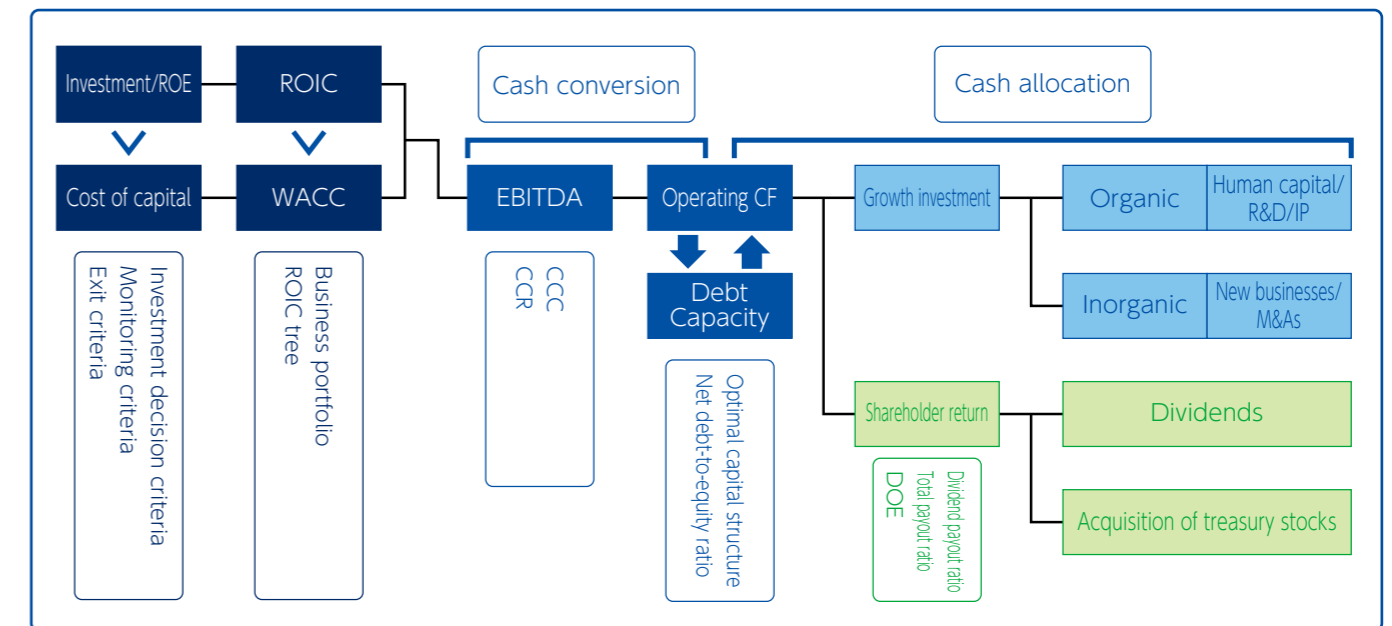 Investment/ROE
ROIC
Cash conversion
Cash allocation
Cost of capital
WACC
EBITDA
Operating CF
Growth investment
Organic
Human capital/
R&D/IP
Debt
Capacity
Inorganic
New businesses/
M&As
Investment decision criteria
Monitoring criteria
Exit criteria
Business portfolio
ROIC tree
CCC
CCR
Optimal capital structure
Net debt-to-equity ratio
Shareholder return
Dividends
Dividend payout ratio
Total payout ratio
DOE
Acquisition of treasury stocks